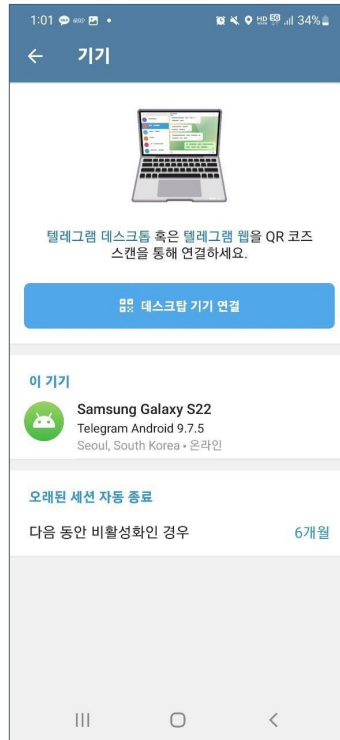 1:01
34%
기기
텔레그램 데스크톱 혹은 텔레그램 웹을 QR 코즈
스캔을 통해 연결하세요.
데스크탑 기기 연결
이 기기
Samsung Galaxy S22
Telegram Android 9.7.5
Seoul, South Korea • 온라인
오래된 세션 자동 종료
다음 동안 비활성화인 경우
6개월